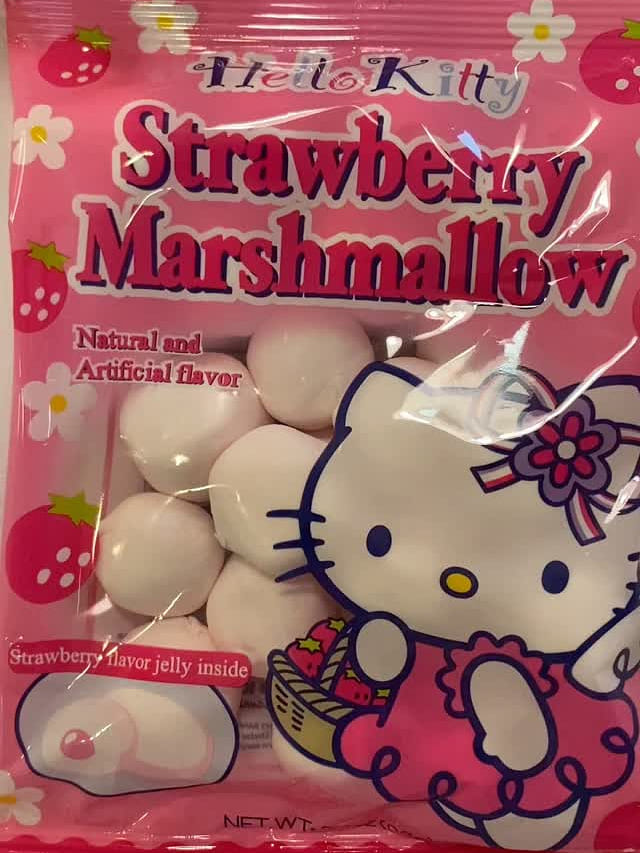 Hello Kitty
Strawberry
Marshmallow
Natural and
Artificial flavor
Strawberry flavor jelly inside
NET WT.